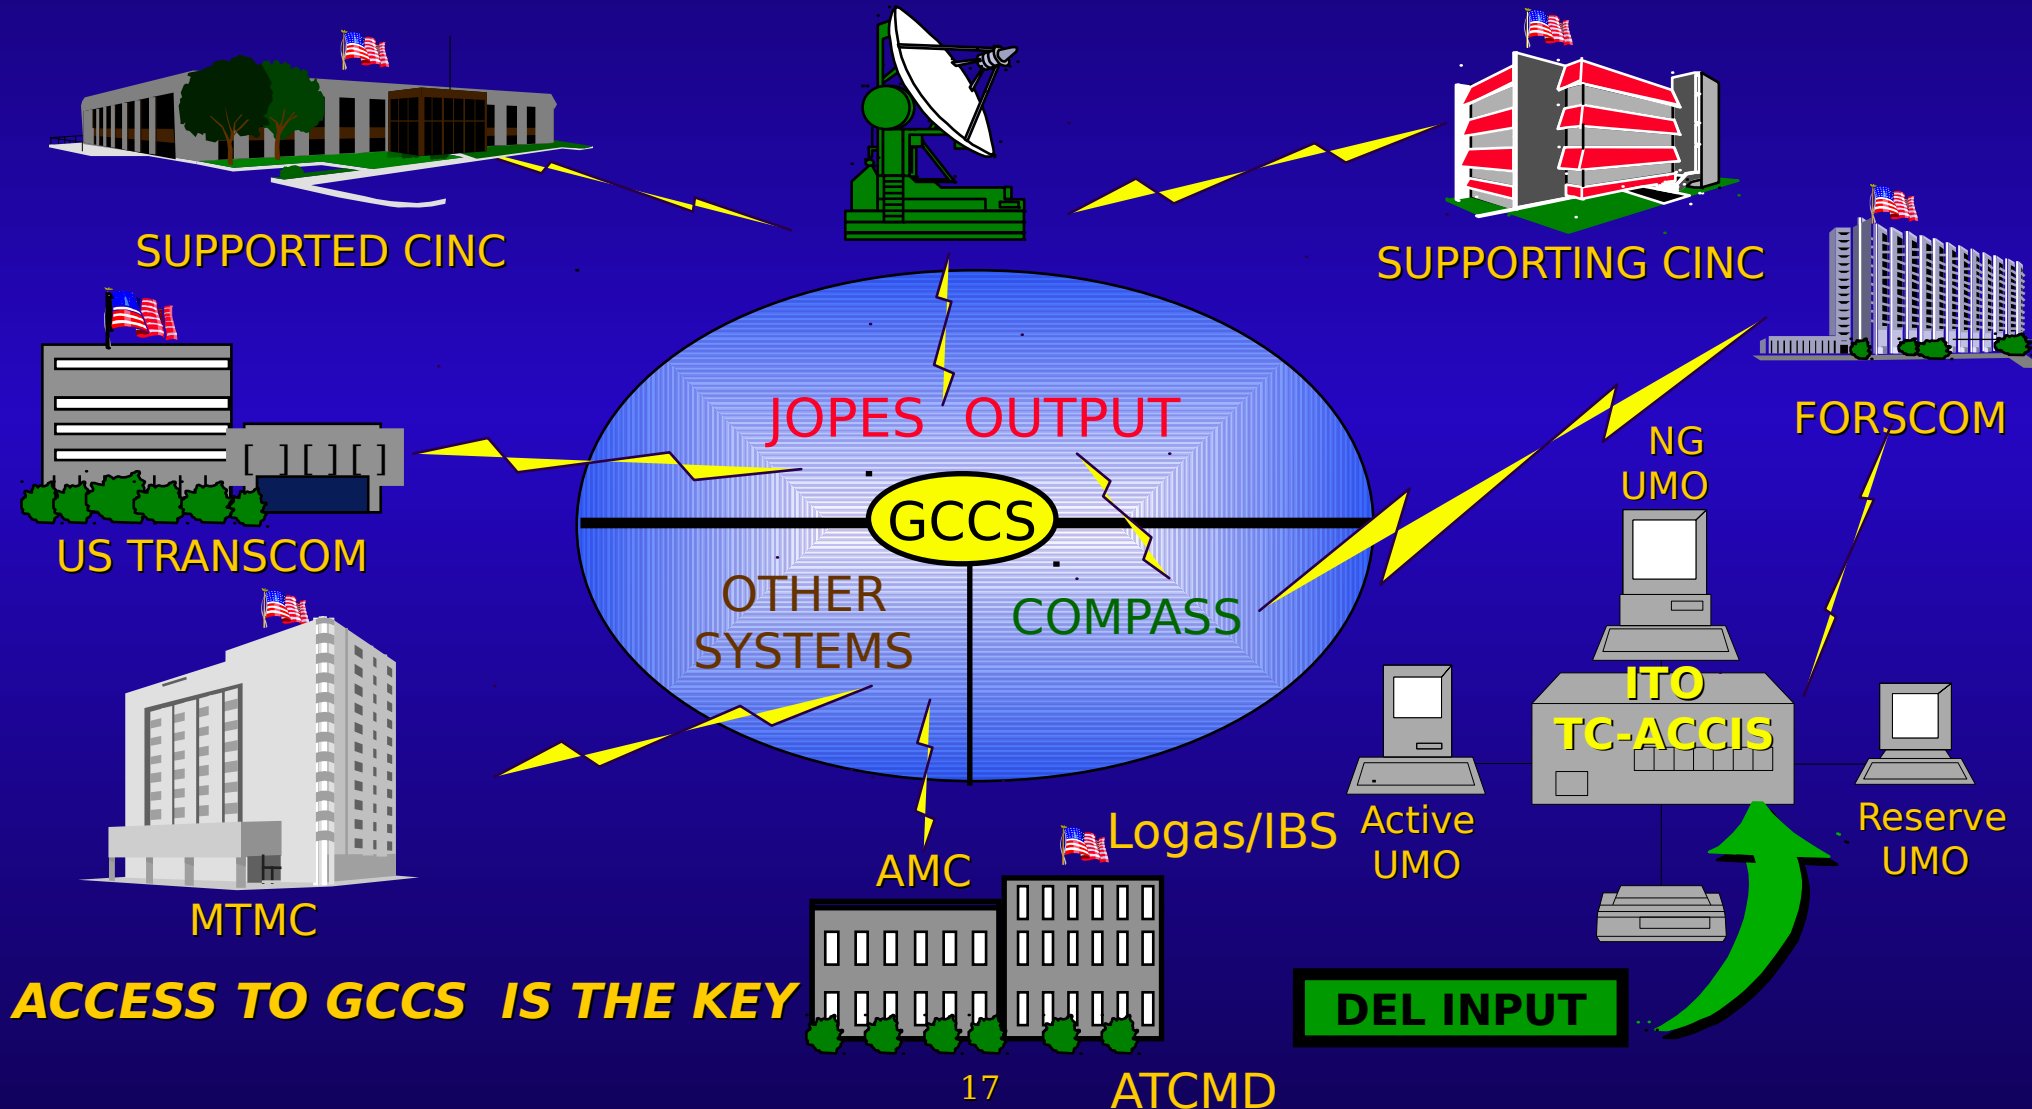 SUPPORTED CINC
SUPPORTING CINC
JOPES OUTPUT
FORSCOM
NG
UMO
GCCS
US TRANSCOM
OTHER
SYSTEMS
COMPASS
ITO
TC-ACCIS
Logas/IBS
Active
UMO
Reserve
UMO
AMC
MTMC
ACCESS TO GCCS IS THE KEY
DEL INPUT
17
ATCMD